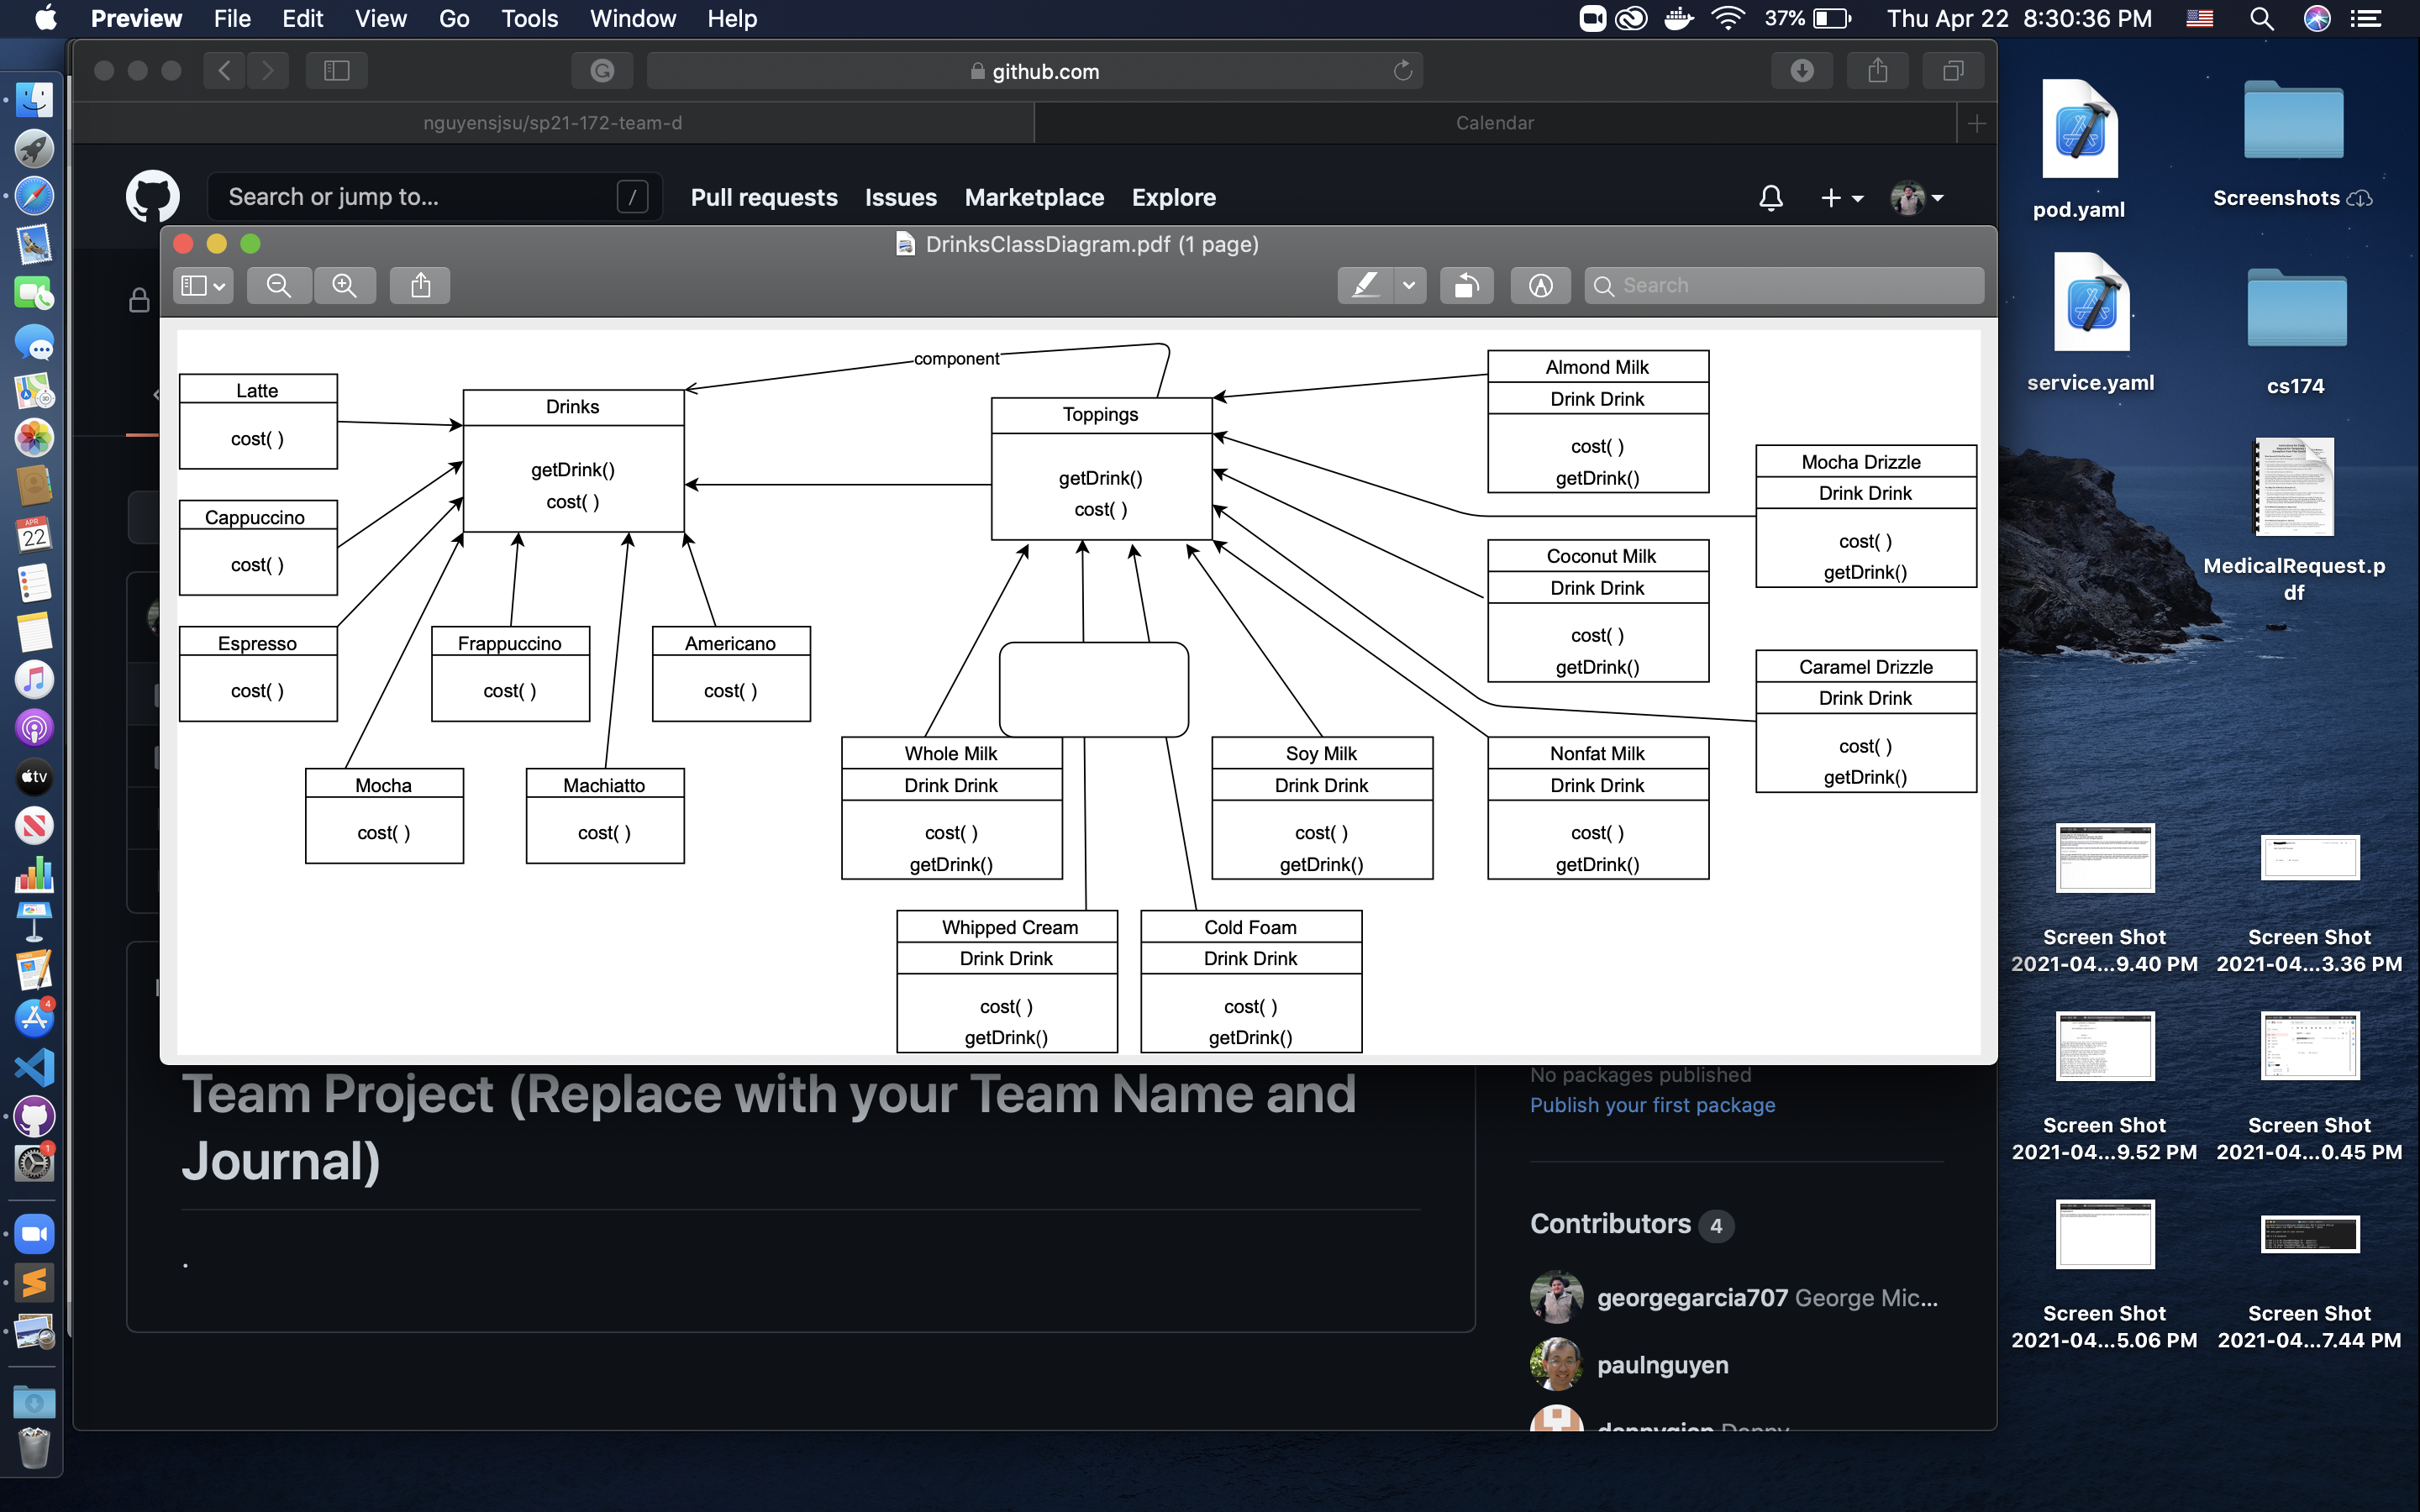 Preview File Edit View Go Tools Window Help
37% Thu Apr 22 8:30:36 PM
github.com
nguyensjsu/sp21-172-team-d
Calendar
Search or jump to...
/
Pull requests Issues Marketplace Explore
DrinksClassDiagram.pdf (1 page)
Search
component
Latte
cost( )
Cappuccino
cost( )
Espresso
cost( )
Drinks
getDrink()
cost( )
Frappuccino
cost( )
Americano
cost( )
Mocha
cost( )
Machiatto
cost( )
Toppings
getDrink()
cost( )
Almond Milk
Drink Drink
cost( )
getDrink()
Mocha Drizzle
Drink Drink
cost( )
getDrink()
Coconut Milk
Drink Drink
cost( )
getDrink()
Caramel Drizzle
Drink Drink
cost( )
getDrink()
Whole Milk
Drink Drink
cost( )
getDrink()
Soy Milk
Drink Drink
cost( )
getDrink()
Nonfat Milk
Drink Drink
cost( )
getDrink()
Whipped Cream
Drink Drink
cost( )
getDrink()
Cold Foam
Drink Drink
cost( )
getDrink()
Team Project (Replace with your Team Name and
Journal)
.
No packages published
Publish your first package
Contributors 4
georgegarcia707 George Mic...
paulnguyen
pod.yaml
Screenshots
service.yaml
cs174
MedicalRequest.p
df
Screen Shot
2021-04...9.40 PM
Screen Shot
2021-04...3.36 PM
Screen Shot
2021-04...9.52 PM
Screen Shot
2021-04...0.45 PM
Screen Shot
2021-04...5.06 PM
Screen Shot
2021-04...7.44 PM
APR
22
tv
4
1